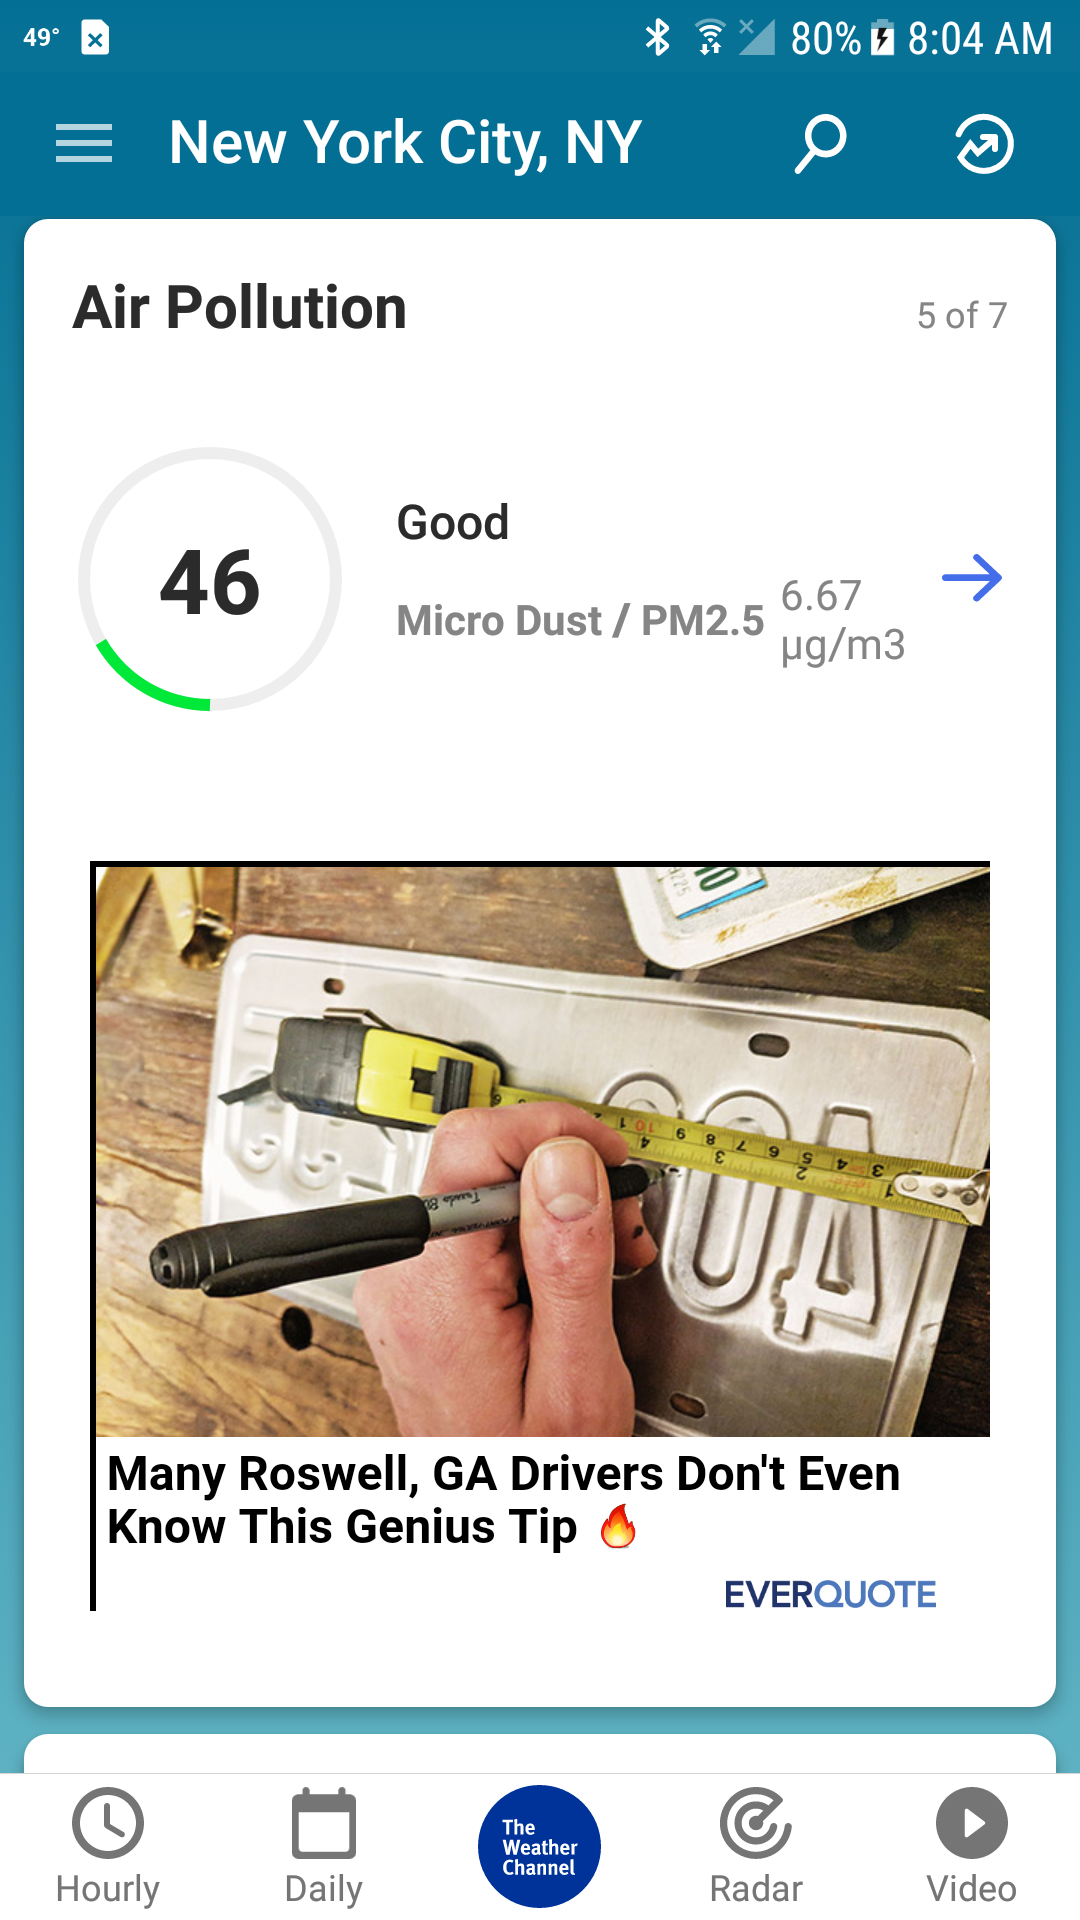 49°
80% 8:04 AM
New York City, NY
Air Pollution
5 of 7
46
Good
Micro Dust / PM2.5
6.67
µg/m3
Many Roswell, GA Drivers Don't Even
Know This Genius Tip 🔥
EVERQUOTE
Hourly
Daily
The
Weather
Channel
Radar
Video